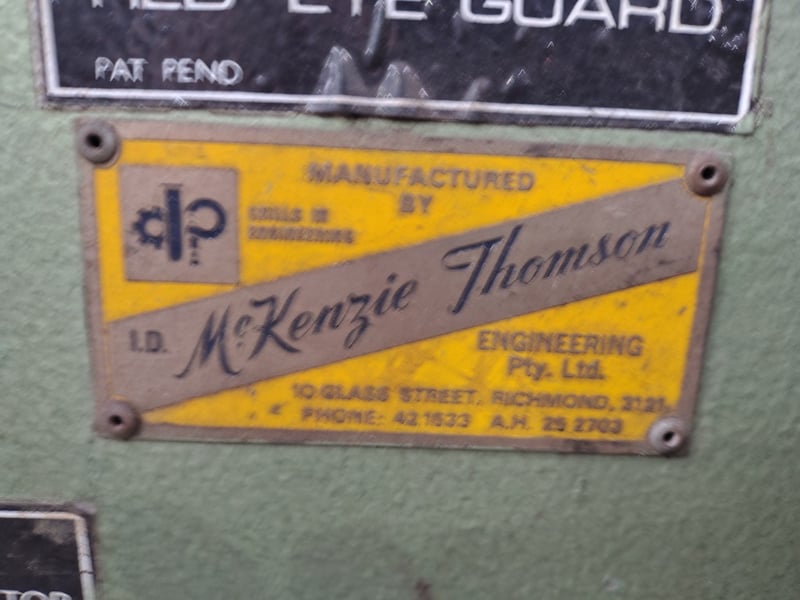 EYE GUARD
PAT PEND
MANUFACTURED
BY
SKILLS IN
ENGINEERING
I.D. McKenzie Thomson
ENGINEERING
Pty. Ltd.
10 GLASS STREET, RICHMOND, 3121
PHONE: 42 1533 A.H. 25 2703